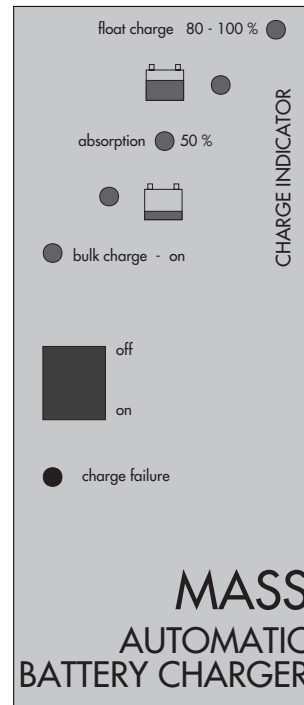 float charge 80 - 100 %
absorption 50 %
bulk charge - on
CHARGE INDICATOR
off
on
charge failure
MASS
AUTOMATIC
BATTERY CHARGER